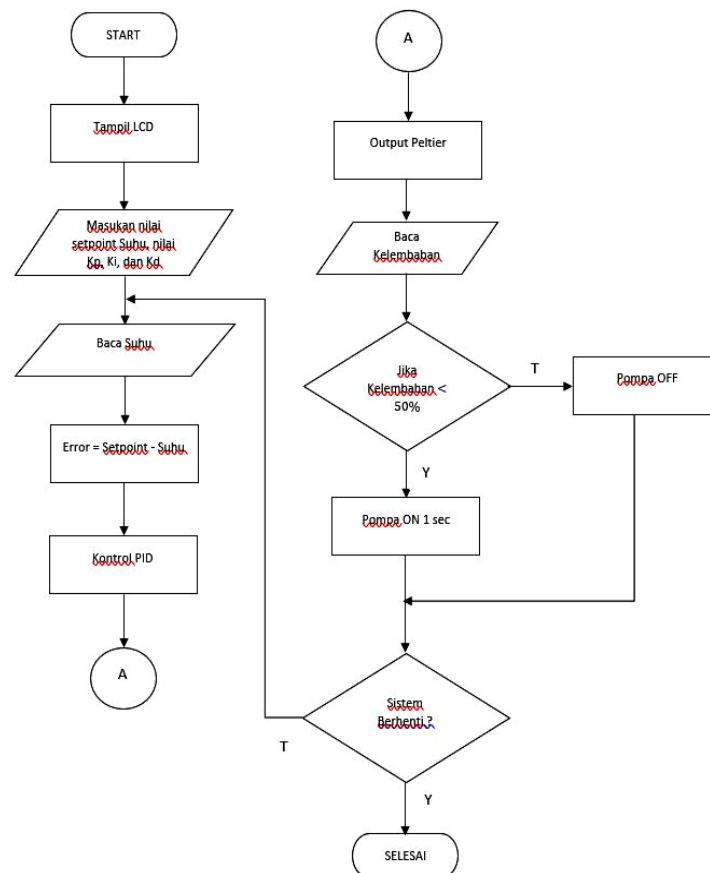 START
Tampil LCD
Masukan nilai
setpoint Suhu, nilai
Kp, Ki, dan Kd
Baca Suhu
Error = Setpoint - Suhu
Kontrol PID
A
A
Output Peltier
Baca
Kelembaban
Jika
Kelembaban <
50%
T
Pompa OFF
Y
Pompa ON 1 sec
Sistem
Berhenti ?
T
Y
SELESAI